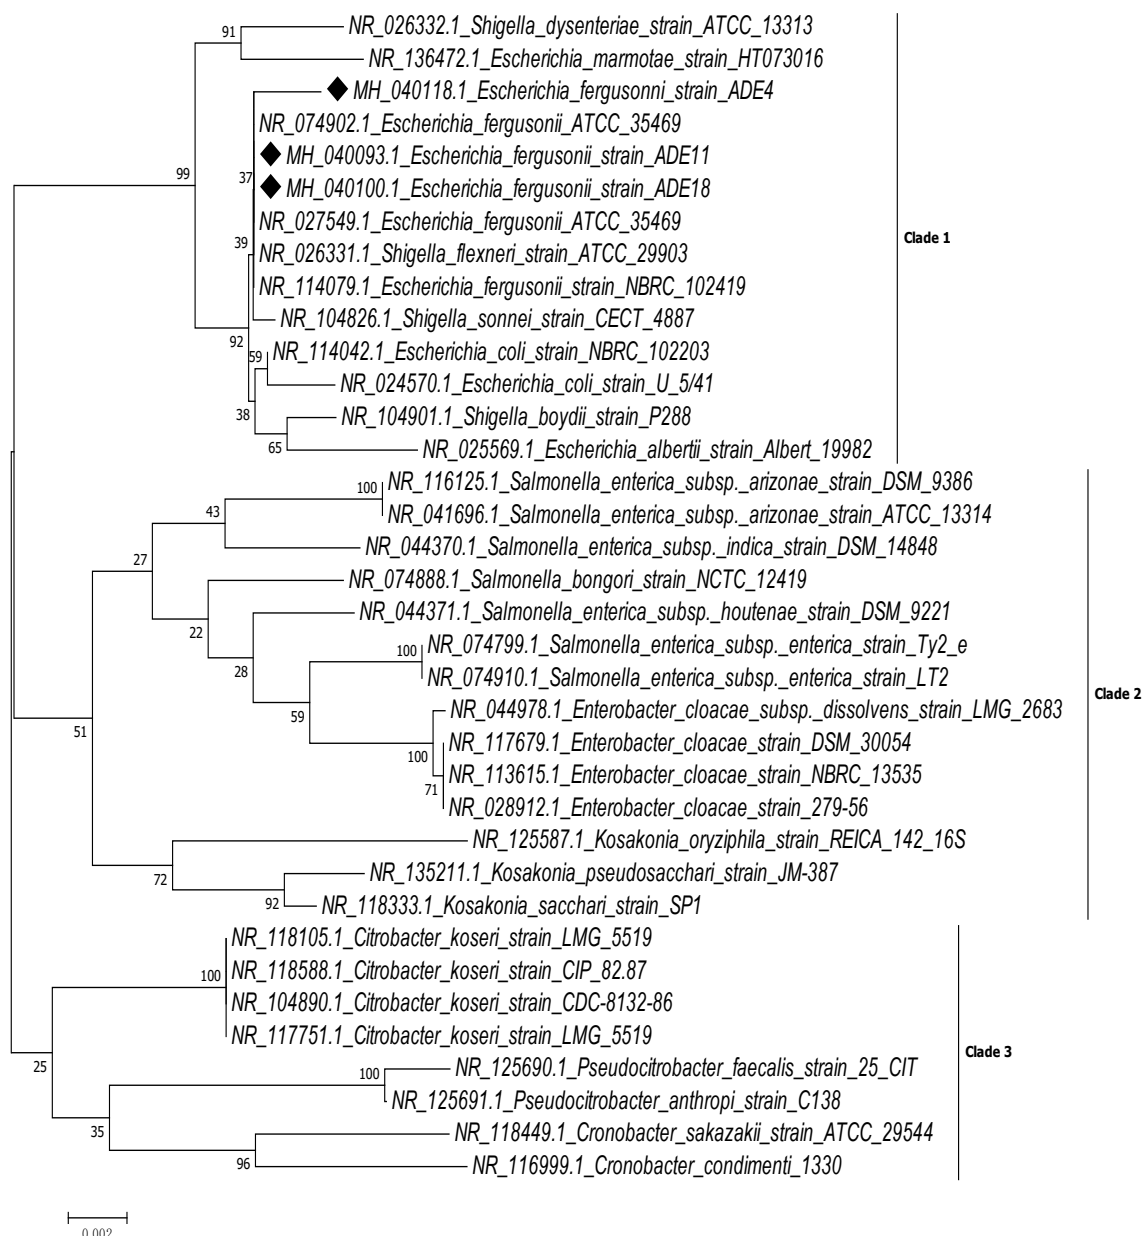 NR_026332.1_Shigella_dysenteriae_strain_ATCC_13313
91
NR_136472.1_Escherichia_marmotae_strain_HT073016
MH_040118.1_Escherichia_fergusonni_strain_ADE4
NR_074902.1_Escherichia_fergusonii_ATCC_35469
MH_040093.1_Escherichia_fergusonii_strain_ADE11
99
37
MH_040100.1_Escherichia_fergusonii_strain_ADE18
NR_027549.1_Escherichia_fergusonii_ATCC_35469
Clade 1
39
NR_026331.1_Shigella_flexneri_strain_ATCC_29903
NR_114079.1_Escherichia_fergusonii_strain_NBRC_102419
NR_104826.1_Shigella_sonnei_strain_CECT_4887
92
59
NR_114042.1_Escherichia_coli_strain_NBRC_102203
NR_024570.1_Escherichia_coli_strain_U_5/41
38
NR_104901.1_Shigella_boydii_strain_P288
65
NR_025569.1_Escherichia_albertii_strain_Albert_19982
NR_116125.1_Salmonella_enterica_subsp._arizonae_strain_DSM_9386
100
NR_041696.1_Salmonella_enterica_subsp._arizonae_strain_ATCC_13314
43
NR_044370.1_Salmonella_enterica_subsp._indica_strain_DSM_14848
27
NR_074888.1_Salmonella_bongori_strain_NCTC_12419
NR_044371.1_Salmonella_enterica_subsp._houtenae_strain_DSM_9221
22
NR_074799.1_Salmonella_enterica_subsp._enterica_strain_Ty2_e
100
28
NR_074910.1_Salmonella_enterica_subsp._enterica_strain_LT2
Clade 2
NR_044978.1_Enterobacter_cloacae_subsp._dissolvens_strain_LMG_2683
59
51
NR_117679.1_Enterobacter_cloacae_strain_DSM_30054
100
NR_113615.1_Enterobacter_cloacae_strain_NBRC_13535
71
NR_028912.1_Enterobacter_cloacae_strain_279-56
NR_125587.1_Kosakonia_oryziphila_strain_REICA_142_16S
NR_135211.1_Kosakonia_pseudosacchari_strain_JM-387
72
92
NR_118333.1_Kosakonia_sacchari_strain_SP1
NR_118105.1_Citrobacter_koseri_strain_LMG_5519
NR_118588.1_Citrobacter_koseri_strain_CIP_82.87
100
NR_104890.1_Citrobacter_koseri_strain_CDC-8132-86
NR_117751.1_Citrobacter_koseri_strain_LMG_5519
Clade 3
25
NR_125690.1_Pseudocitrobacter_faecalis_strain_25_CIT
100
NR_125691.1_Pseudocitrobacter_anthropi_strain_C138
35
NR_118449.1_Cronobacter_sakazakii_strain_ATCC_29544
96
NR_116999.1_Cronobacter_condimenti_1330
0.002